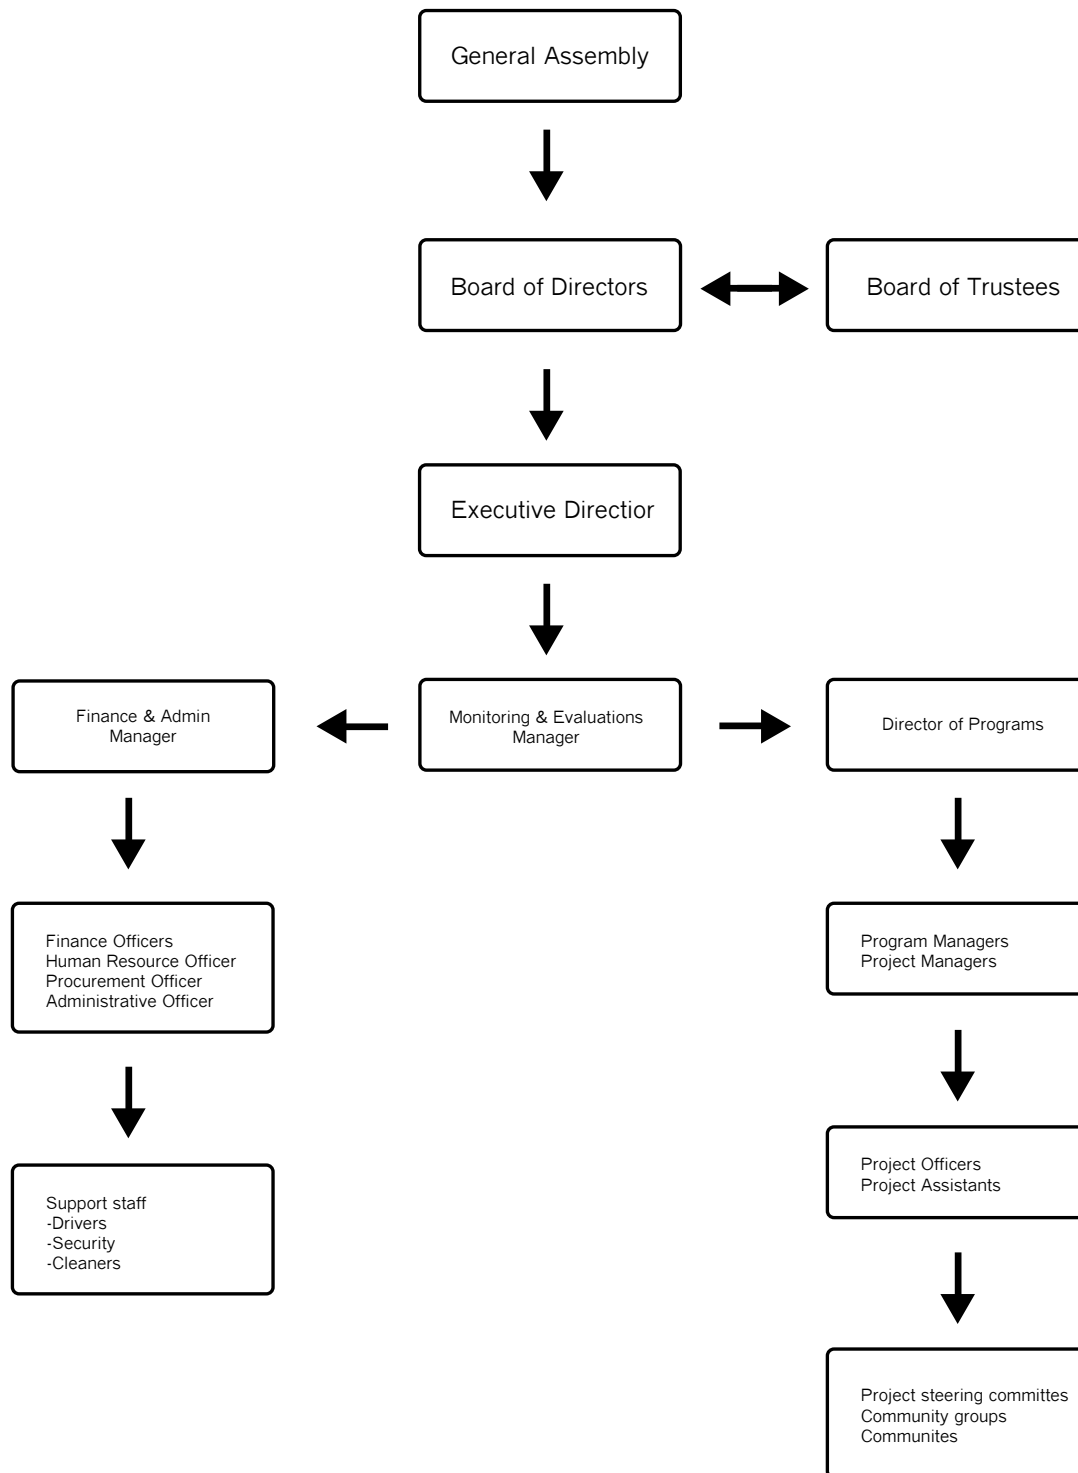 General Assembly
Board of Directors
Board of Trustees
Executive Directior
Finance & Admin
Manager
Monitoring & Evaluations
Manager
Director of Programs
Finance Officers
Human Resource Officer
Procurement Officer
Administrative Officer
Program Managers
Project Managers
Support staff
-Drivers
-Security
-Cleaners
Project Officers
Project Assistants
Project steering committes
Community groups
Communites